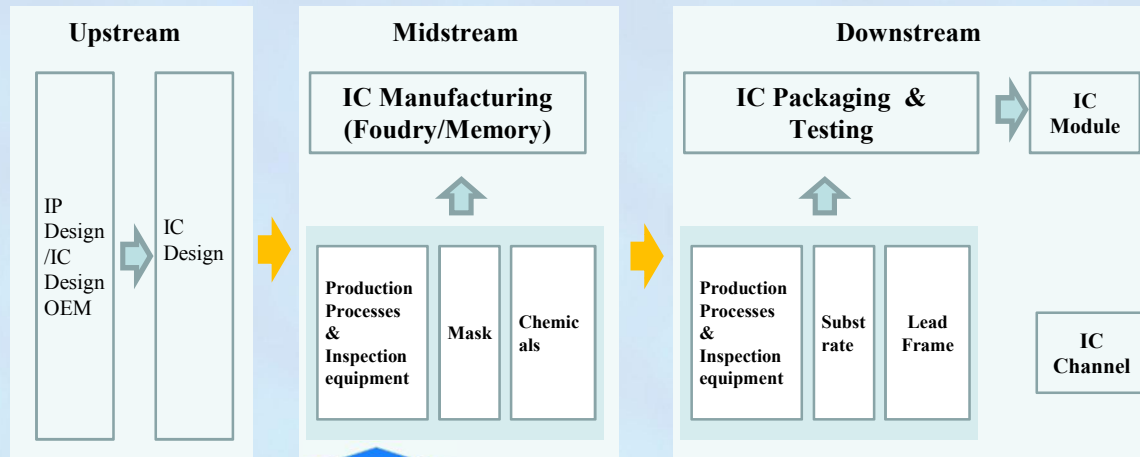 Upstream
IP
Design
/IC
Design
OEM
IC
Design
Midstream
IC Manufacturing
(Foudry/Memory)
Production
Processes
&
Inspection
equipment
Mask
Chemic
als
Downstream
IC Packaging &
Testing
IC
Module
Production
Processes
&
Inspection
equipment
Subst
rate
Lead
Frame
IC
Channel